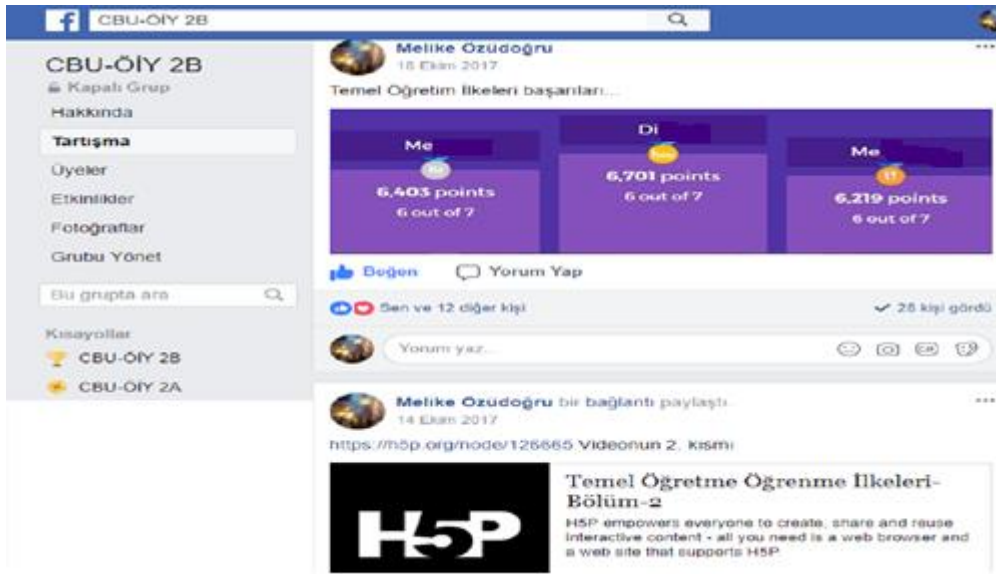 CBU-ÖİY 2B
CBU-ÖİY 2B
Kapalı Grup
Hakkında
Tartışma
Üyeler
Etkinlikler
Fotoğraflar
Grubu Yönet
Bu grupta ara
Kısayollar
CBU-ÖİY 2B
CBU-ÖİY 2A
Melike Özüdoğru
Ekim 2017
Temel Öğretim İlkeleri başarıları...
Me
6,403 points
6 out of 7
Di
6,701 points
6 out of 7
Me
6,219 points
6 out of 7
Beğen Yorum Yap
Sen ve 12 diğer kişi
28 kişi gördü
Yorum yaz...
Melike Özüdoğru bir bağlantı paylaştı
14 Ekim 2017
https://h5p.org/node/126665 Videonun 2. kısmı
H5P
Temel Öğretme Öğrenme İlkeleri-
Bölüm-2
H5P empowers everyone to create, share and reuse
interactive content - all you need is a web browser and
a web site that supports H5P